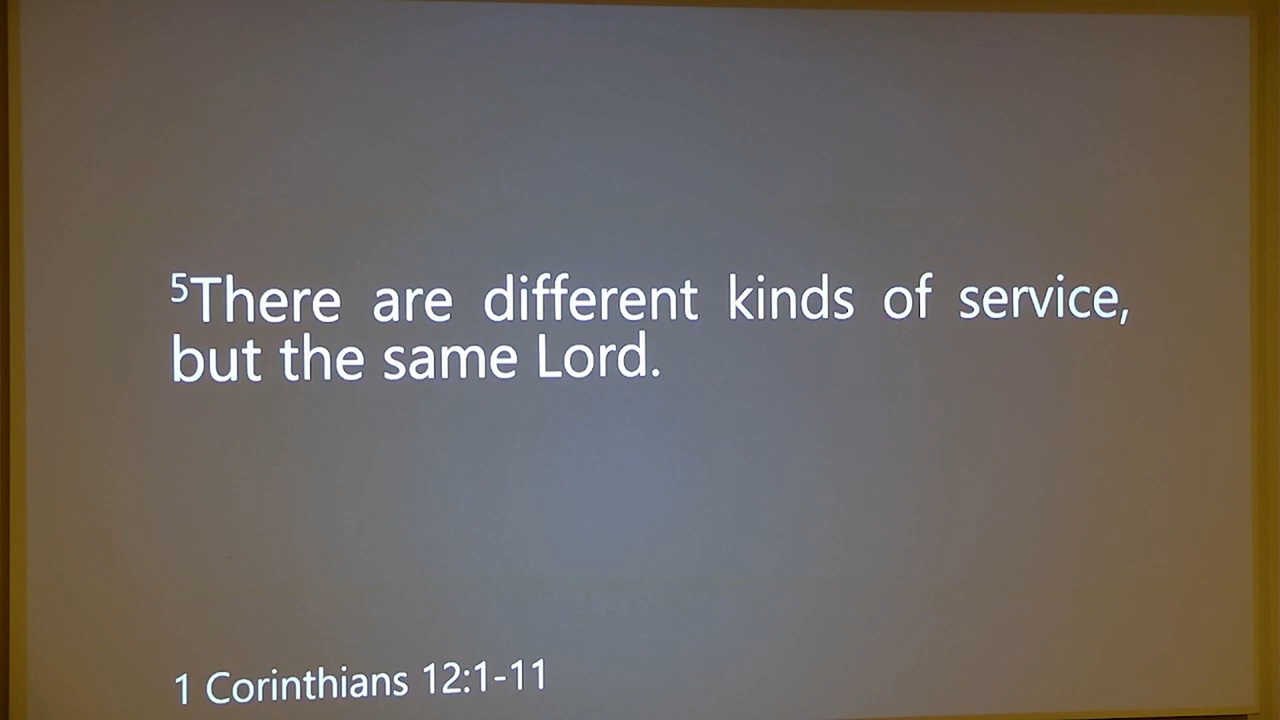 ⁵There are different kinds of service,
but the same Lord.
1 Corinthians 12:1-11